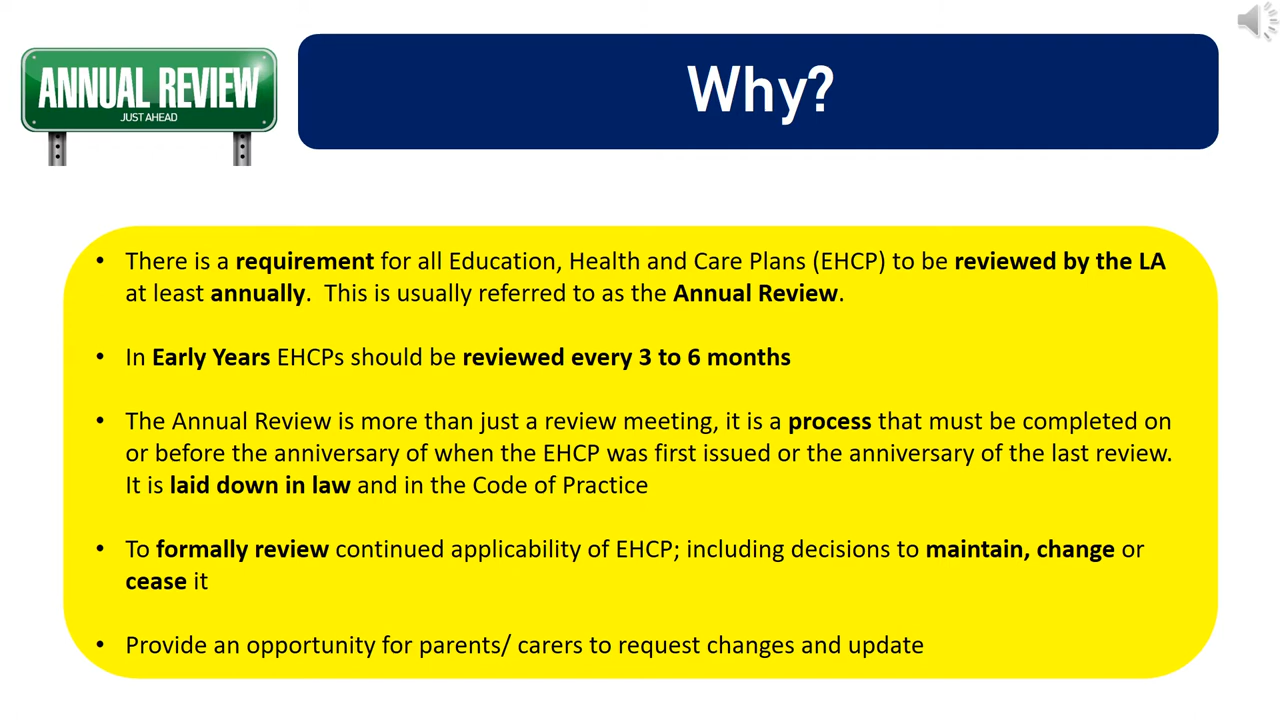 ANNUAL REVIEW
JUST AHEAD
Why?
• There is a requirement for all Education, Health and Care Plans (EHCP) to be reviewed by the LA
at least annually.  This is usually referred to as the Annual Review.
• In Early Years EHCPs should be reviewed every 3 to 6 months
• The Annual Review is more than just a review meeting, it is a process that must be completed on
or before the anniversary of when the EHCP was first issued or the anniversary of the last review.
It is laid down in law and in the Code of Practice
• To formally review continued applicability of EHCP; including decisions to maintain, change or
cease it
• Provide an opportunity for parents/ carers to request changes and update